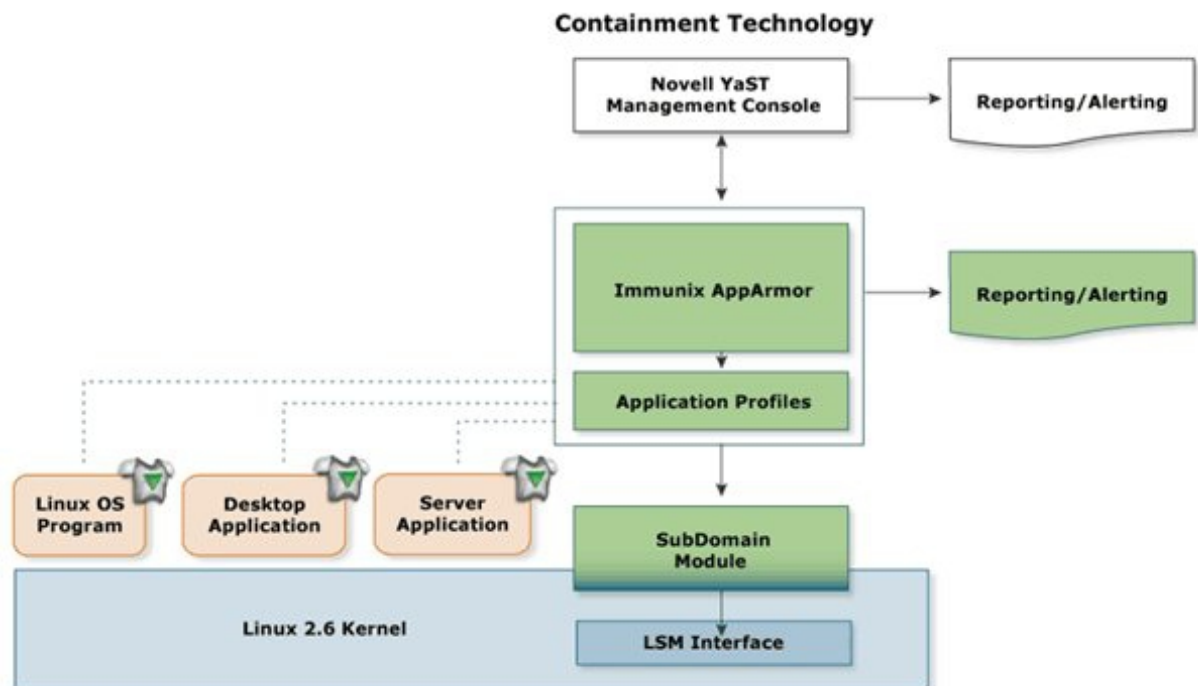 Containment Technology
Novell YaST
Management Console
Reporting/Alerting
Immunix AppArmor
Reporting/Alerting
Application Profiles
Linux OS
Program
Desktop
Application
Server
Application
SubDomain
Module
Linux 2.6 Kernel
LSM Interface